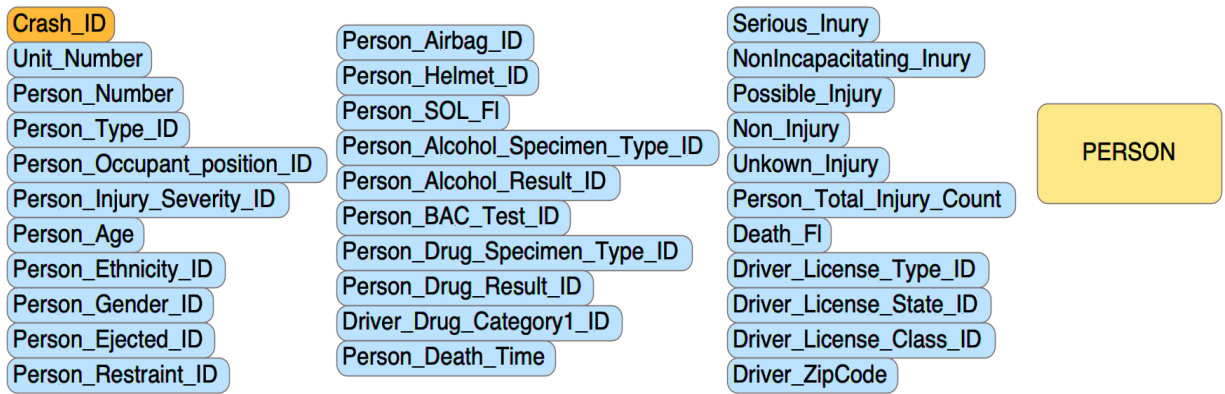 Crash_ID
Unit_Number
Person_Number
Person_Type_ID
Person_Occupant_position_ID
Person_Injury_Severity_ID
Person_Age
Person_Ethnicity_ID
Person_Gender_ID
Person_Ejected_ID
Person_Restraint_ID
Person_Airbag_ID
Person_Helmet_ID
Person_SOL_Fl
Person_Alcohol_Specimen_Type_ID
Person_Alcohol_Result_ID
Person_BAC_Test_ID
Person_Drug_Specimen_Type_ID
Person_Drug_Result_ID
Driver_Drug_Category1_ID
Person_Death_Time
Serious_Inury
NonIncapacitating_Inury
Possible_Injury
Non_Injury
Unkown_Injury
Person_Total_Injury_Count
Death_Fl
Driver_License_Type_ID
Driver_License_State_ID
Driver_License_Class_ID
Driver_ZipCode
PERSON